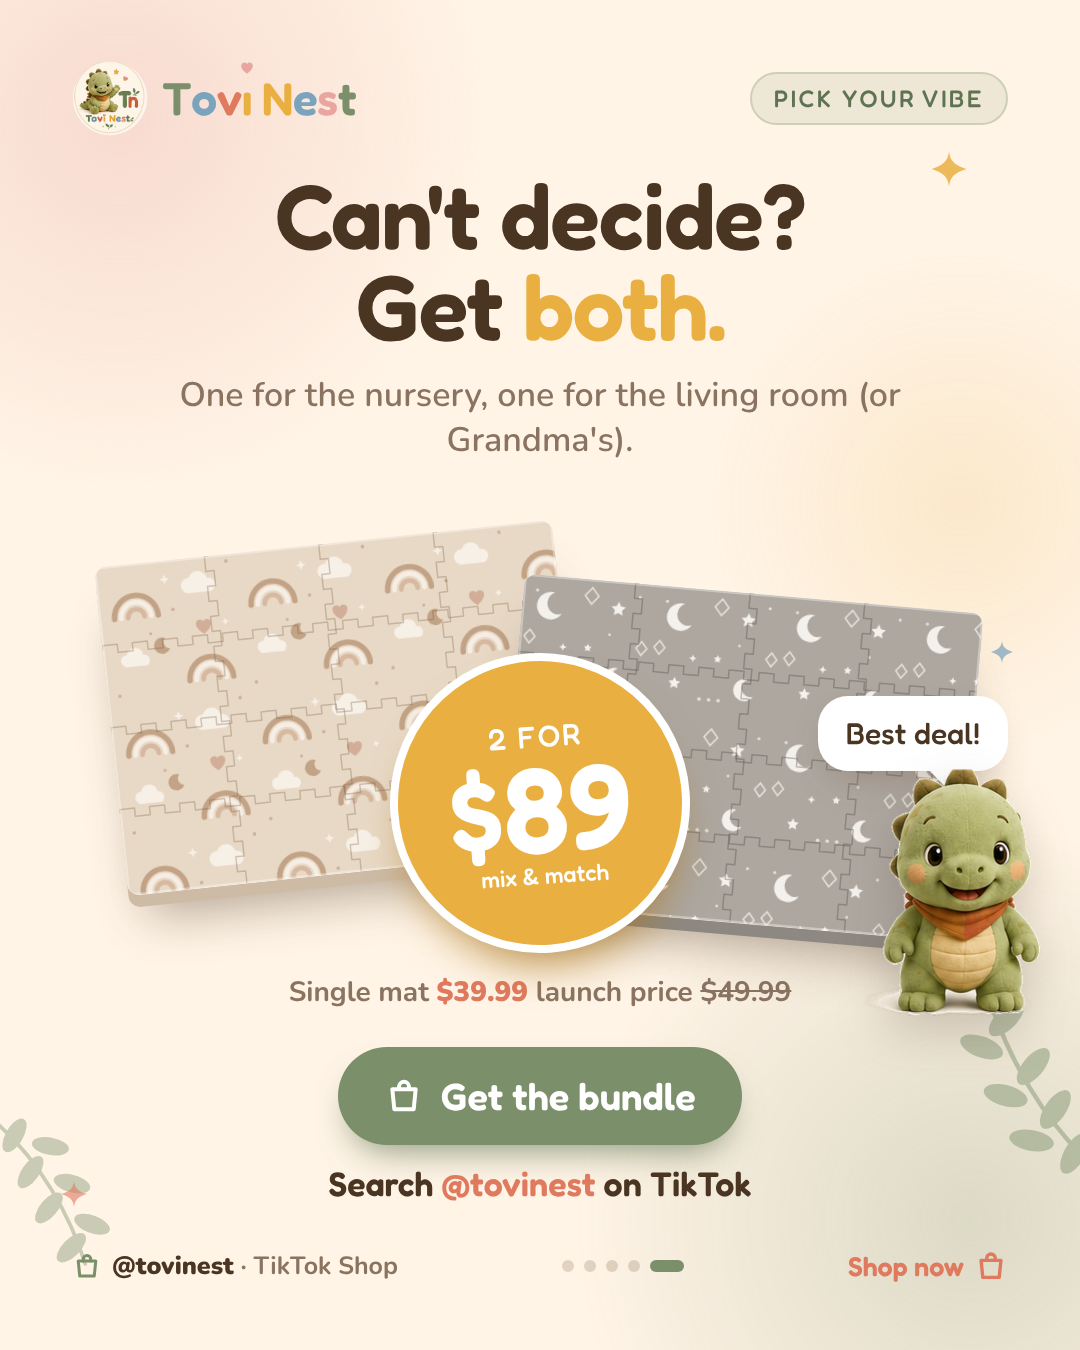 Tn
Tovi Nest
Tovi Nest
PICK YOUR VIBE
Can't decide?
Get both.
One for the nursery, one for the living room (or
Grandma's).
2 FOR
$89
mix & match
Best deal!
Single mat $39.99 launch price $49.99
Get the bundle
Search @tovinest on TikTok
@tovinest · TikTok Shop
Shop now